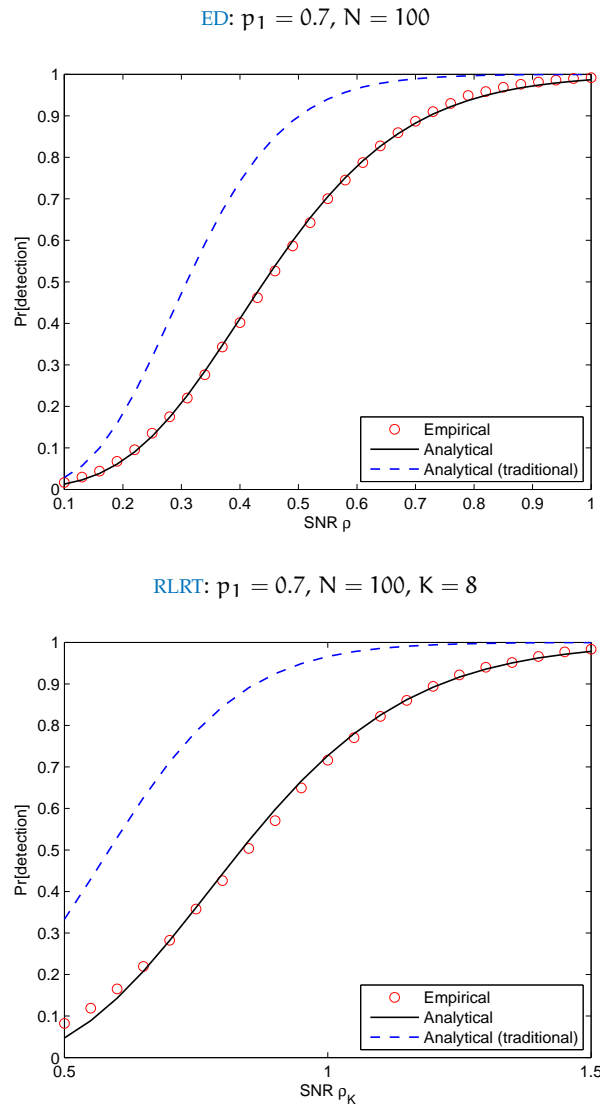 ED: p₁ = 0.7, N = 100
1
0.9
0.8
0.7
0.6
0.5
0.4
0.3
0.2
0.1
0
Pr[detection]
Empirical
Analytical
Analytical (traditional)
0.1 0.2 0.3 0.4 0.5 0.6 0.7 0.8 0.9 1
SNR ρ
RLRT: p₁ = 0.7, N = 100, K = 8
1
0.9
0.8
0.7
0.6
0.5
0.4
0.3
0.2
0.1
0
Pr[detection]
Empirical
Analytical
Analytical (traditional)
0.5 1 1.5
SNR ρ_K